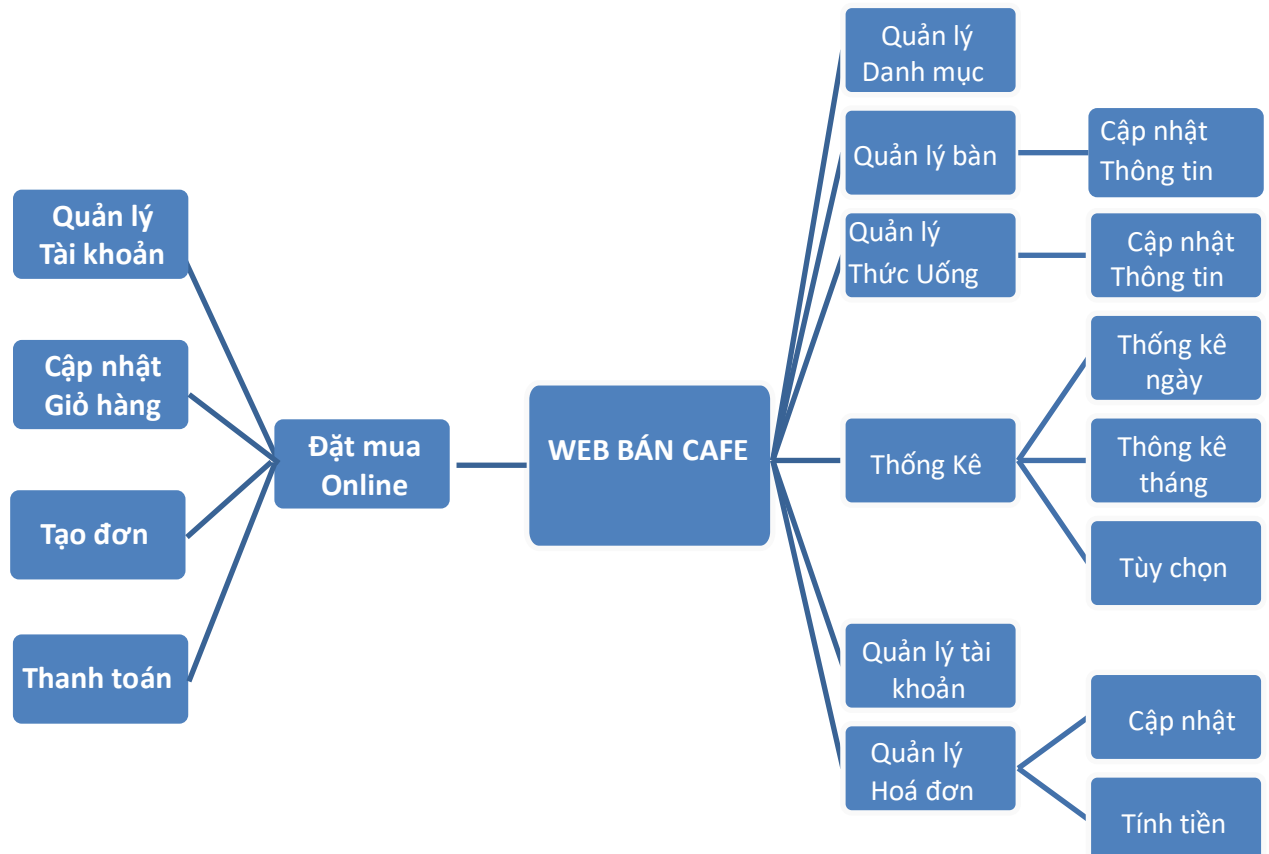 Quản lý
Tài khoản
Cập nhật
Giỏ hàng
Tạo đơn
Thanh toán
Đặt mua
Online
WEB BÁN CAFE
Quản lý
Danh mục
Quản lý bàn
Cập nhật
Thông tin
Quản lý
Thức Uống
Cập nhật
Thông tin
Thống Kê
Thống kê
ngày
Thông kê
tháng
Tùy chọn
Quản lý tài
khoản
Quản lý
Hoá đơn
Cập nhật
Tính tiền